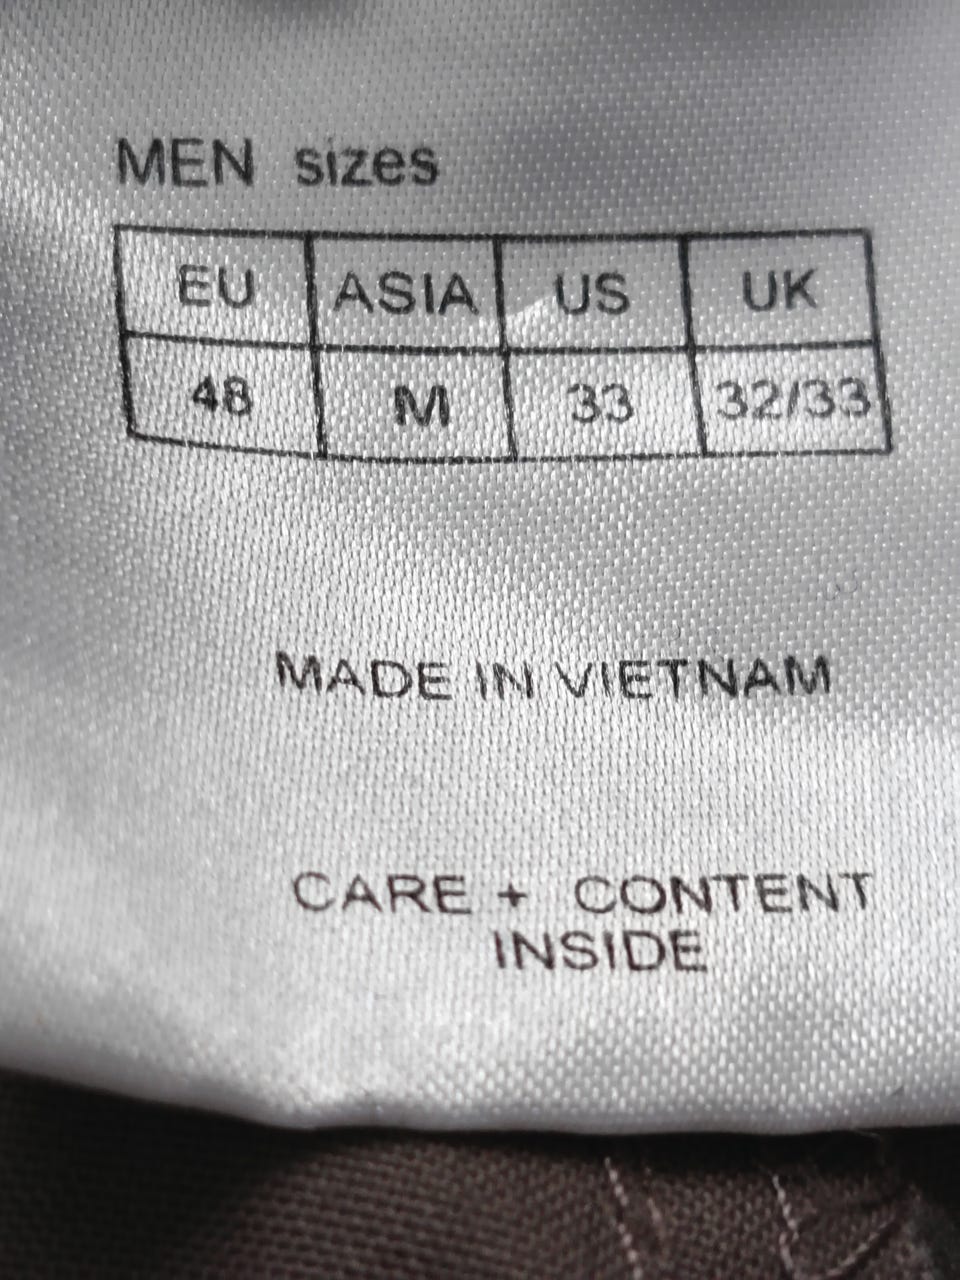 MEN sizes
EU ASIA US UK
48 M 33 32/33
MADE IN VIETNAM
CARE + CONTENT
INSIDE